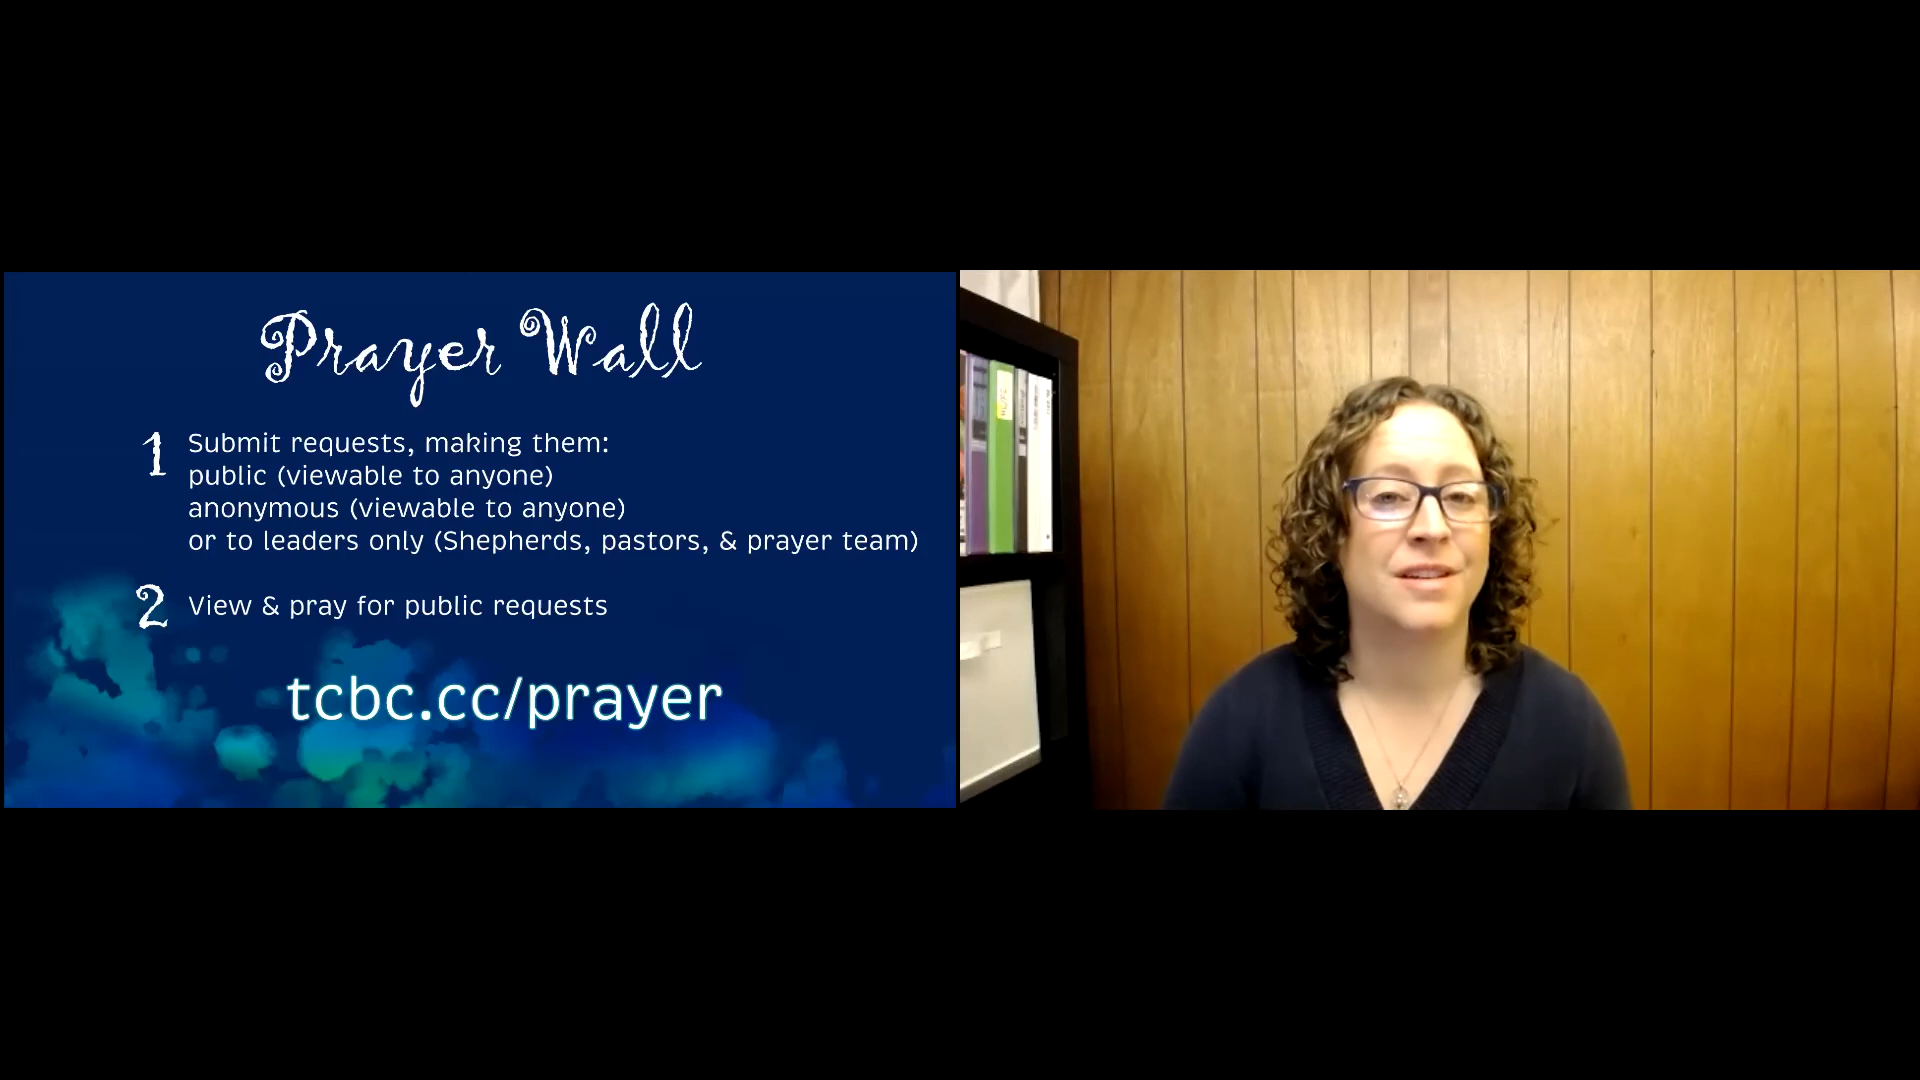 Prayer Wall
1 Submit requests, making them:
public (viewable to anyone)
anonymous (viewable to anyone)
or to leaders only (Shepherds, pastors, & prayer team)
2 View & pray for public requests
tcbc.cc/prayer